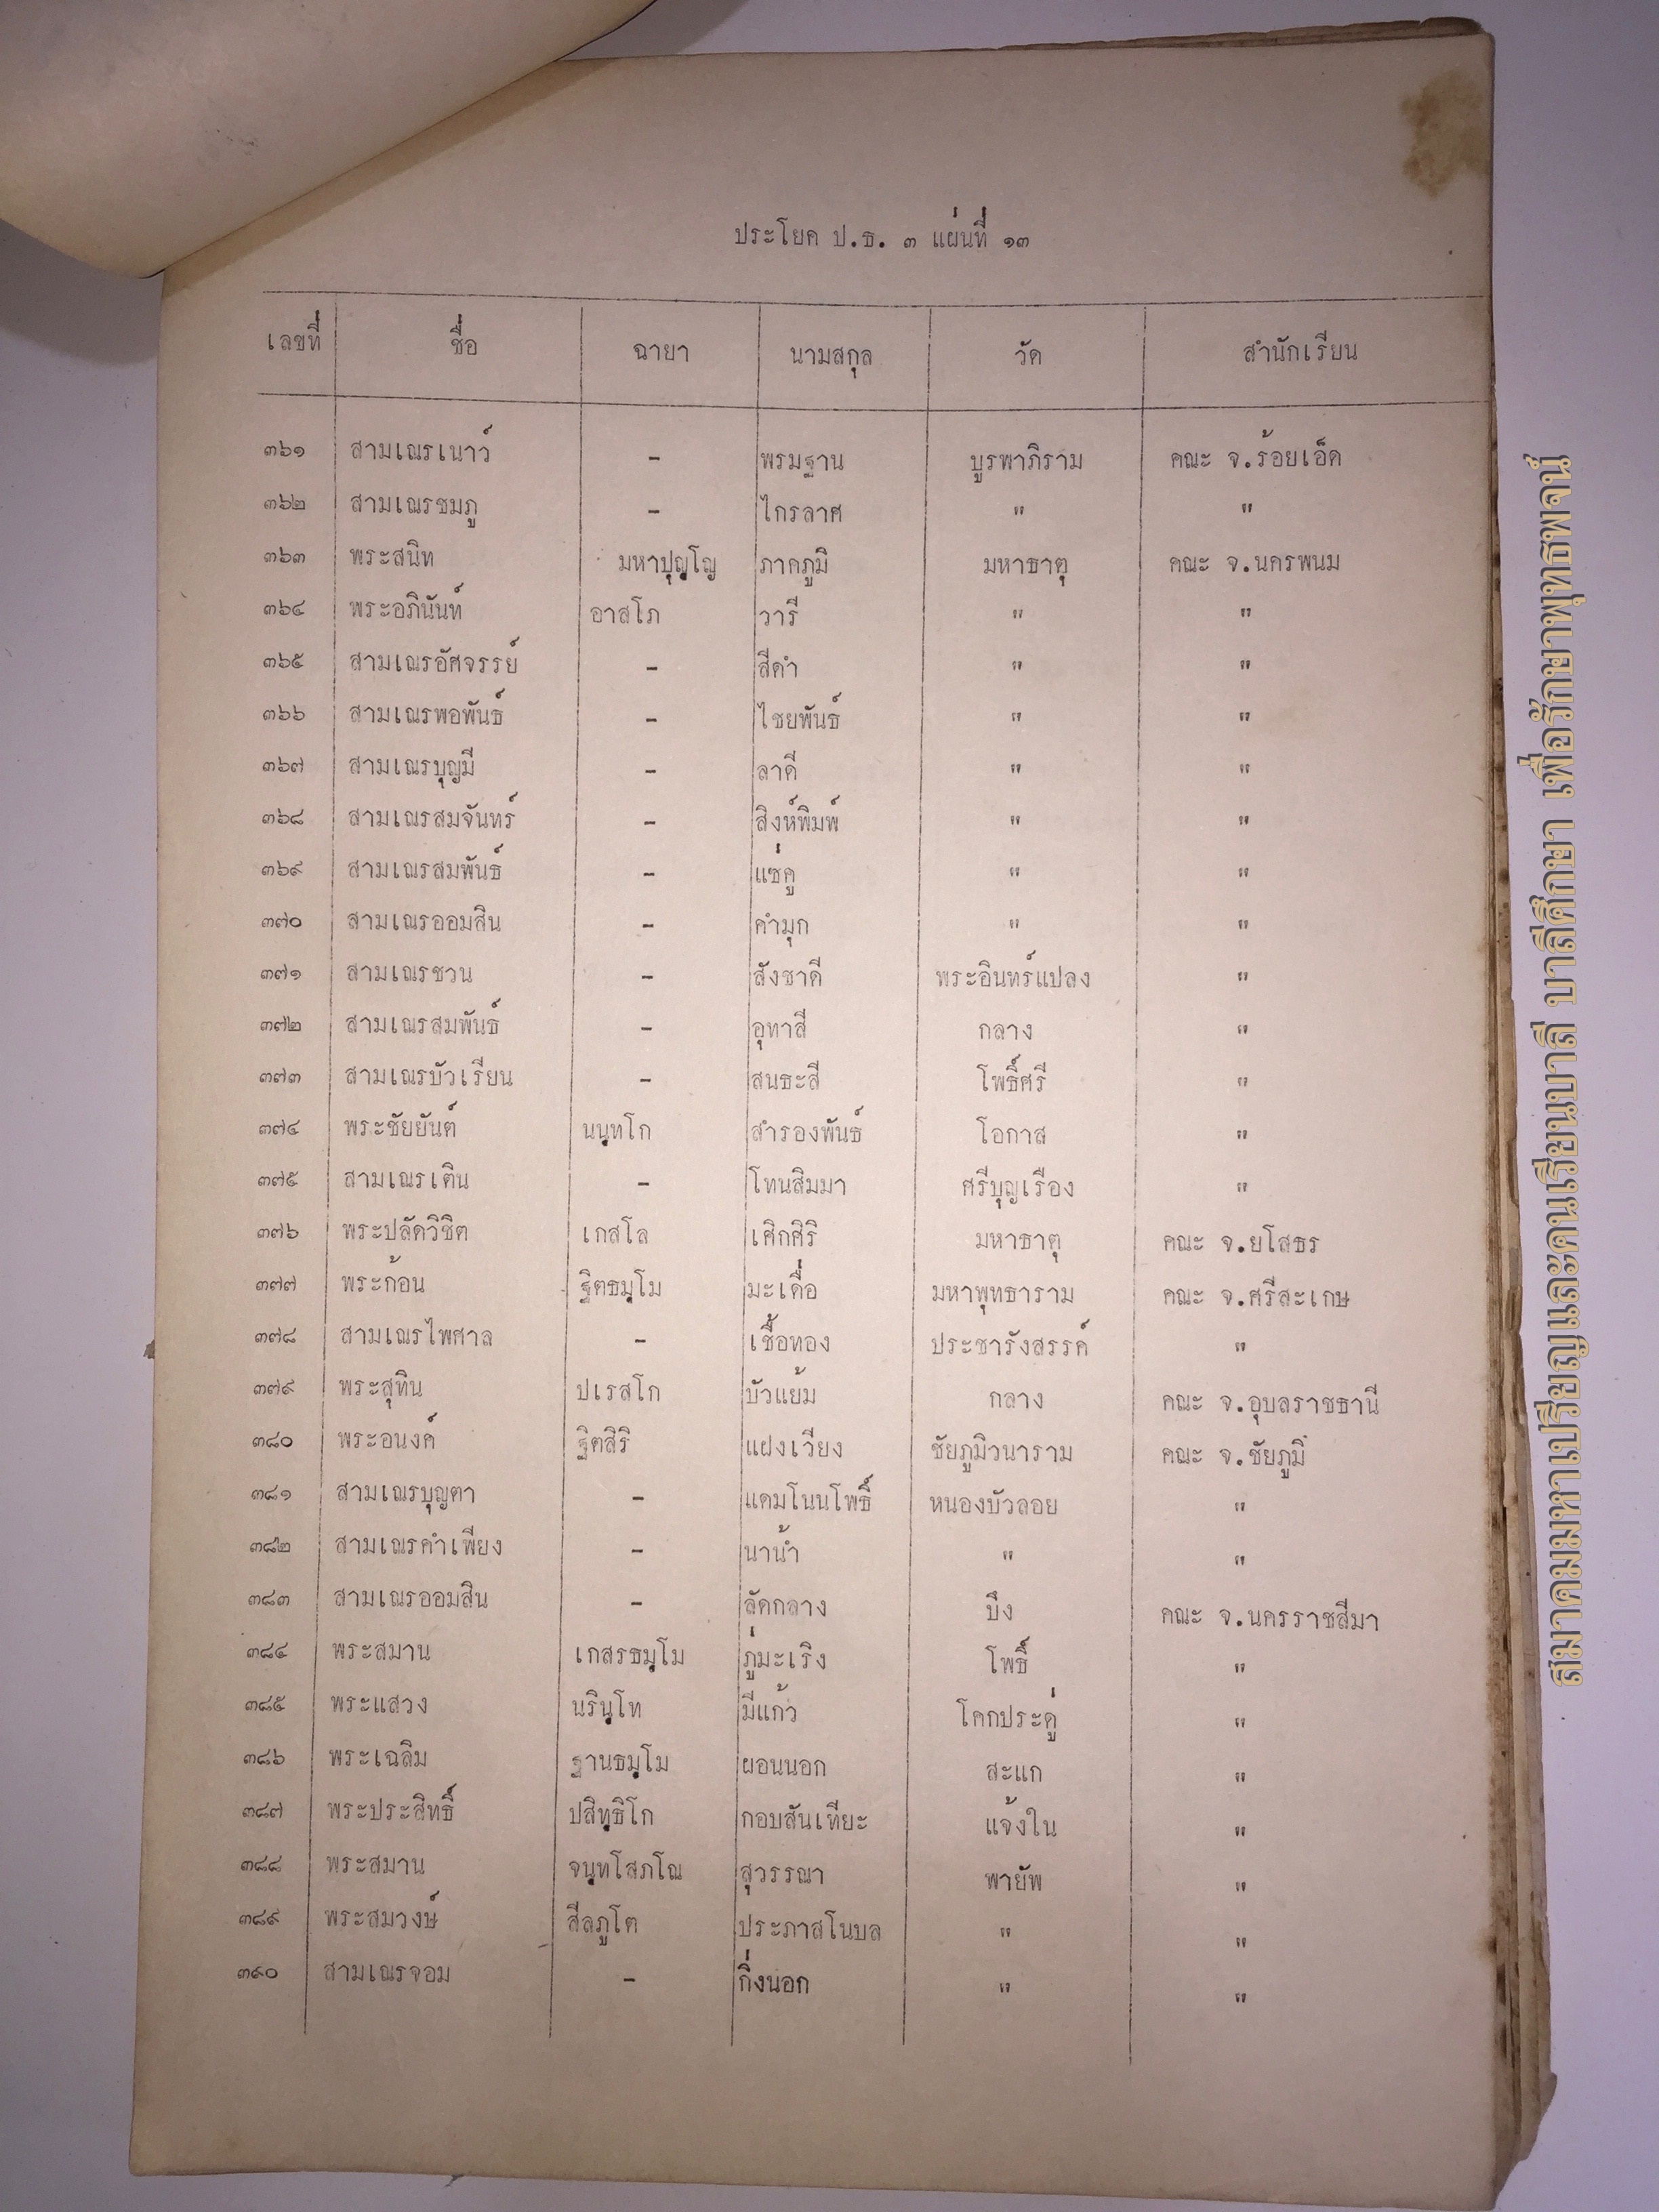 ประโยค ป.ธ. ๓ แผ่นที่ ๑๓
เลขที่ ชื่อ ฉายา นามสกุล วัด สำนักเรียน
๓๖๑ สามเณรเนาว์ - พรมฐาน บูรพาภิราม คณะ จ.ร้อยเอ็ด
๓๖๒ สามเณรชมภู - ไกรลาศ " "
๓๖๓ พระสนิท มหาปุญฺโญ ภาคภูมิ มหาธาตุ คณะ จ.นครพนม
๓๖๔ พระอภินันท์ อาสโภ วารี " "
๓๖๕ สามเณรอัศจรรย์ - สีดำ " "
๓๖๖ สามเณรพอพันธ์ - ไชยพันธ์ " "
๓๖๗ สามเณรบุญมี - ลาดี " "
๓๖๘ สามเณรสมจันทร์ - สิงห์พิมพ์ " "
๓๖๙ สามเณรสมพันธ์ - แซ่คู " "
๓๗๐ สามเณรออมสิน - คำมุก " "
๓๗๑ สามเณรชวน - สังชาดี พระอินทร์แปลง "
๓๗๒ สามเณรสมพันธ์ - อุทาสี กลาง "
๓๗๓ สามเณรบัวเรียน - สนธะสี โพธิ์ศรี "
๓๗๔ พระชัยยันต์ นนฺทโก สำรองพันธ์ โอกาส "
๓๗๕ สามเณรเติน - โทนสิมมา ศรีบุญเรือง "
๓๗๖ พระปลัดวิชิต เกสโล เศิกศิริ มหาธาตุ คณะ จ.ยโสธร
๓๗๗ พระก้อน ฐิตธมฺโม มะเดื่อ มหาพุทธาราม คณะ จ.ศรีสะเกษ
๓๗๘ สามเณรไพศาล - เชื้อทอง ประชารังสรรค์ "
๓๗๙ พระสุทิน ปเรสโก บัวแย้ม กลาง คณะ จ.อุบลราชธานี
๓๘๐ พระอนงค์ ฐิตสิริ แฝงเวียง ชัยภูมิวนาราม คณะ จ.ชัยภูมิ
๓๘๑ สามเณรบุญตา - แดมโนนโพธิ์ หนองบัวลอย "
๓๘๒ สามเณรคำเพียง - นาน้ำ " "
๓๘๓ สามเณรออมสิน - ลัดกลาง บึง คณะ จ.นครราชสีมา
๓๘๔ พระสมาน เกสรธมฺโม ภู่มะเริง โพธิ์ "
๓๘๕ พระแสวง นรินฺโท มีแก้ว โคกประดู่ "
๓๘๖ พระเฉลิม ฐานธมฺโม ผอนนอก สะแก "
๓๘๗ พระประสิทธิ์ ปสิทฺธิโก กอบสันเทียะ แจ้งใน "
๓๘๘ พระสมาน จนฺทโสภโณ สุวรรณา พายัพ "
๓๘๙ พระสมวงษ์ สีลภูโต ประภาสโนบล " "
๓๙๐ สามเณรจอม - กิ่งนอก " "
สมาคมมหาเปรียญและคนเรียนบาลี บาลีศึกษา เพื่อรักษาพุทธพจน์